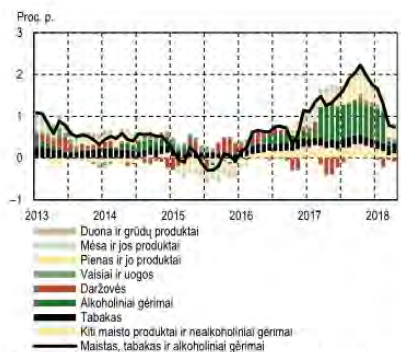 Proc. p.
3
2
1
0
–1
2013 2014 2015 2016 2017 2018
Duona ir grūdų produktai
Mėsa ir jos produktai
Pienas ir jo produktai
Vaisiai ir uogos
Daržovės
Alkoholiniai gėrimai
Tabakas
Kiti maisto produktai ir nealkoholiniai gėrimai
Maistas, tabakas ir alkoholiniai gėrimai